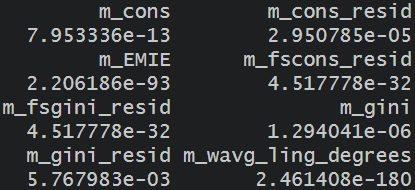 m_cons m_cons_resid
7.953336e-13 2.950785e-05
m_EMIE m_fscons_resid
2.206186e-93 4.517778e-32
m_fsgini_resid m_gini
4.517778e-32 1.294041e-06
m_gini_resid m_wavg_ling_degrees
5.767983e-03 2.461408e-180